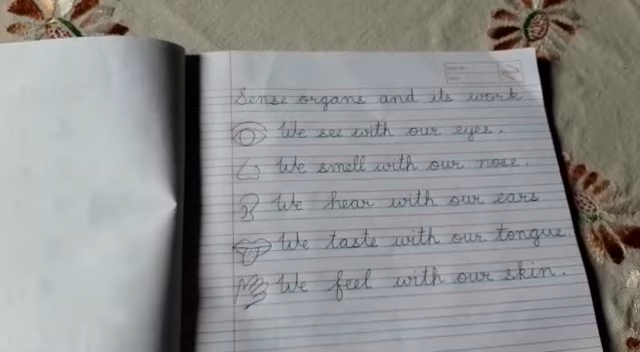 Sense organs and its work
We see with our eyes.
We smell with our nose.
We hear with our ears
We taste with our tongue.
We feel with our skin.